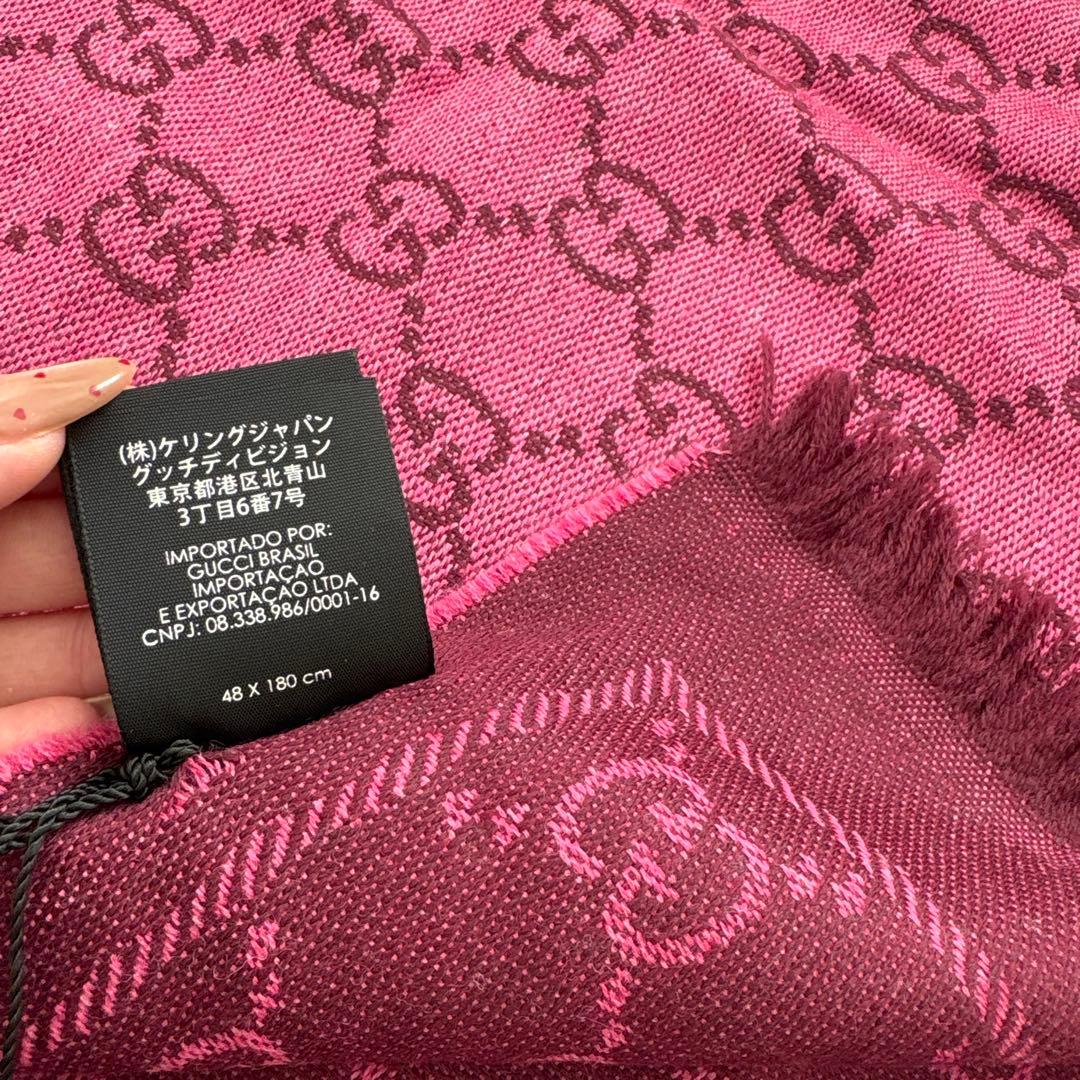 (株)ケリングジャパン
グッチディビジョン
東京都港区北青山
3丁目6番7号
IMPORTADO POR:
GUCCI BRASIL
IMPORTAÇAO
E EXPORTAÇAO LTDA
CNPJ: 08.338.986/0001-16
48 X 180 cm